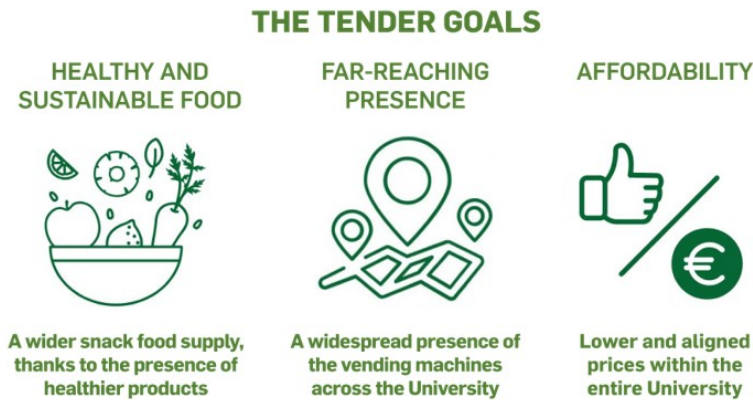 THE TENDER GOALS
HEALTHY AND
SUSTAINABLE FOOD
A wider snack food supply,
thanks to the presence of
healthier products
FAR-REACHING
PRESENCE
A widespread presence of
the vending machines
across the University
AFFORDABILITY
€
Lower and aligned
prices within the
entire University